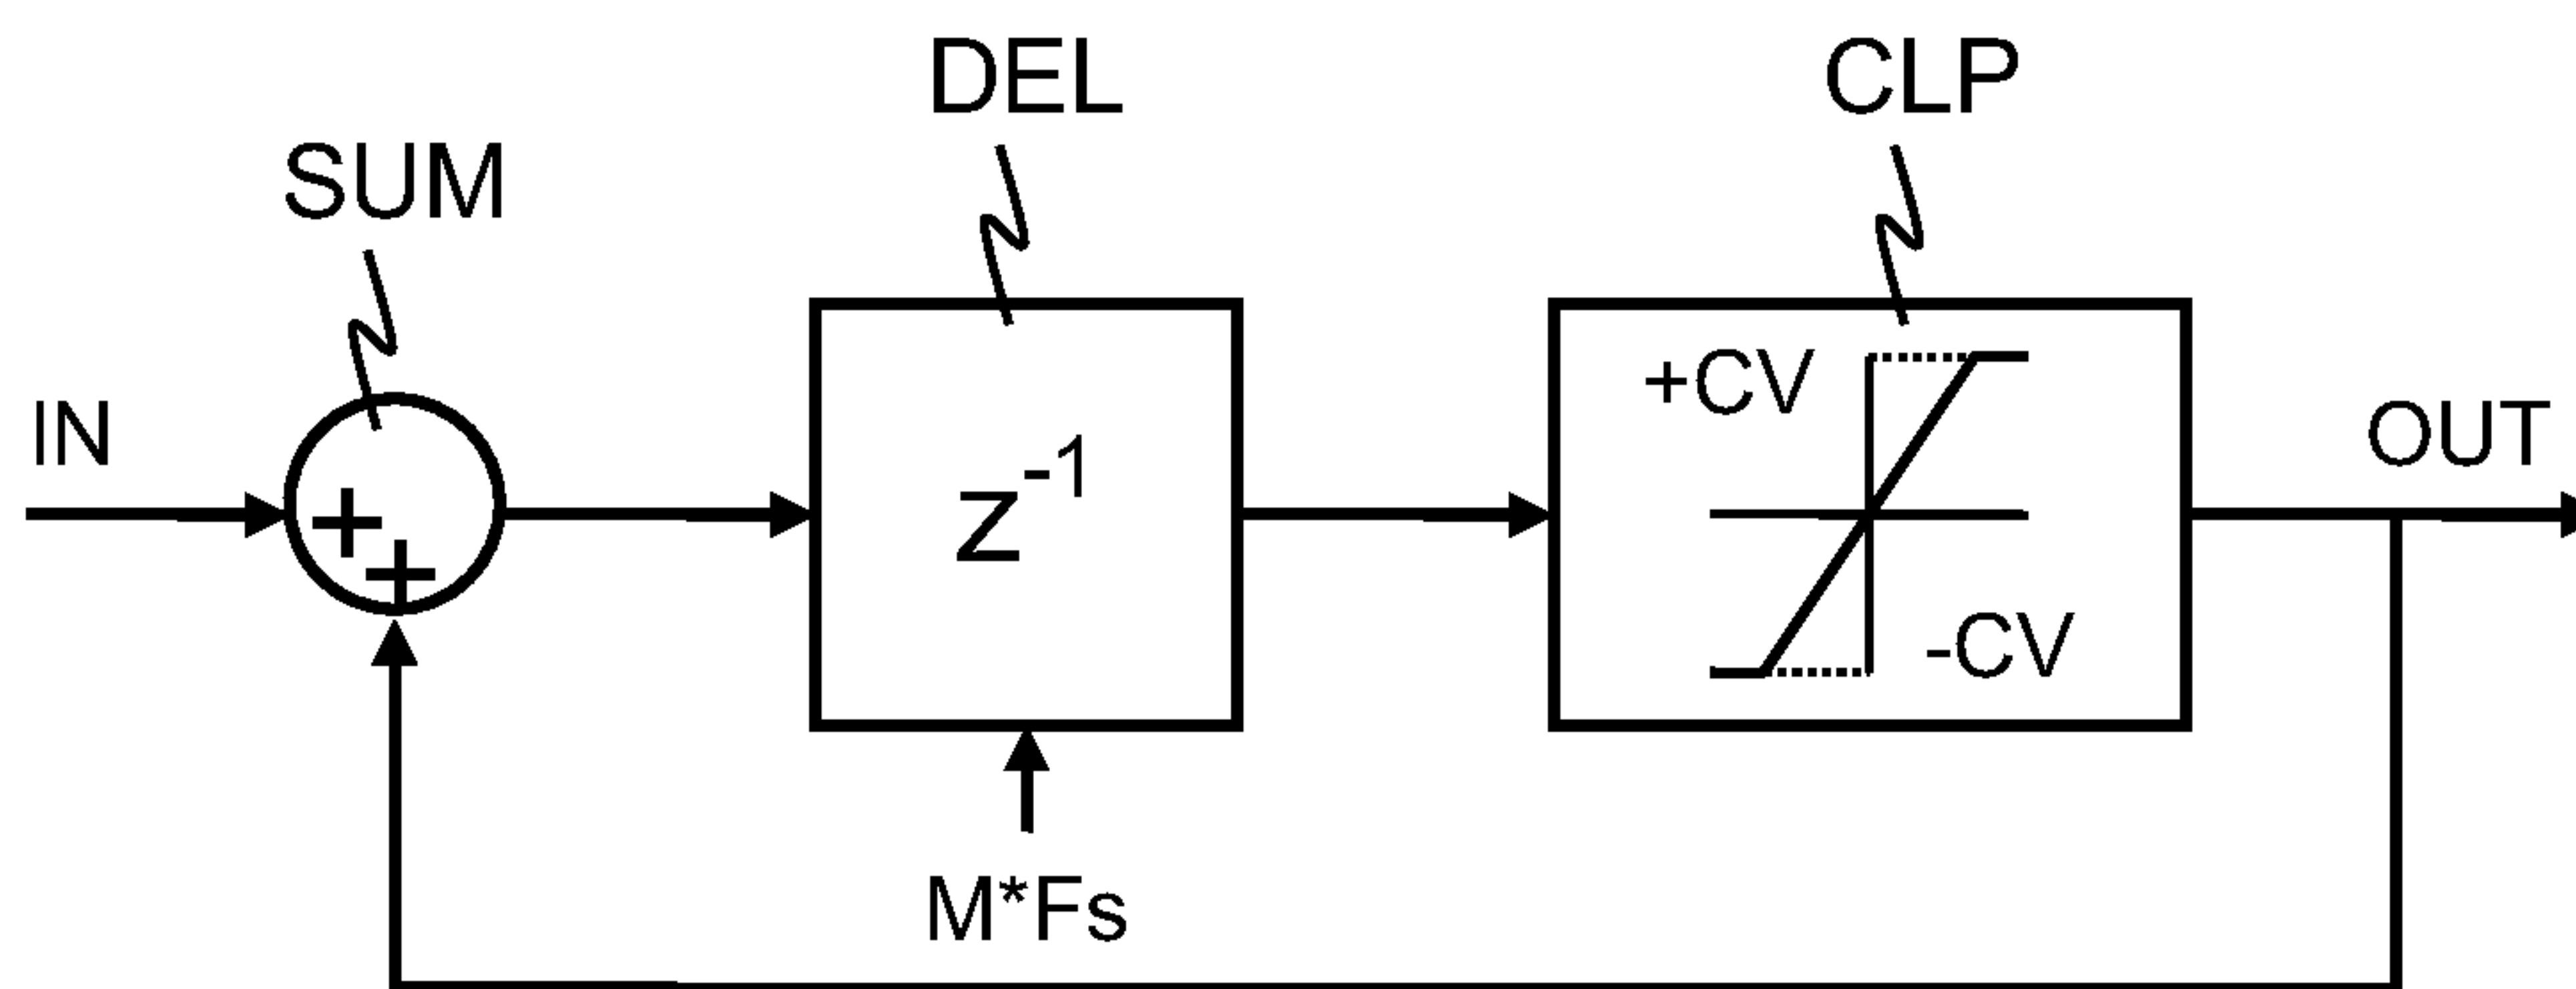 DEL
CLP
SUM
IN
+
+
z-1
+CV
-CV
OUT
M*Fs